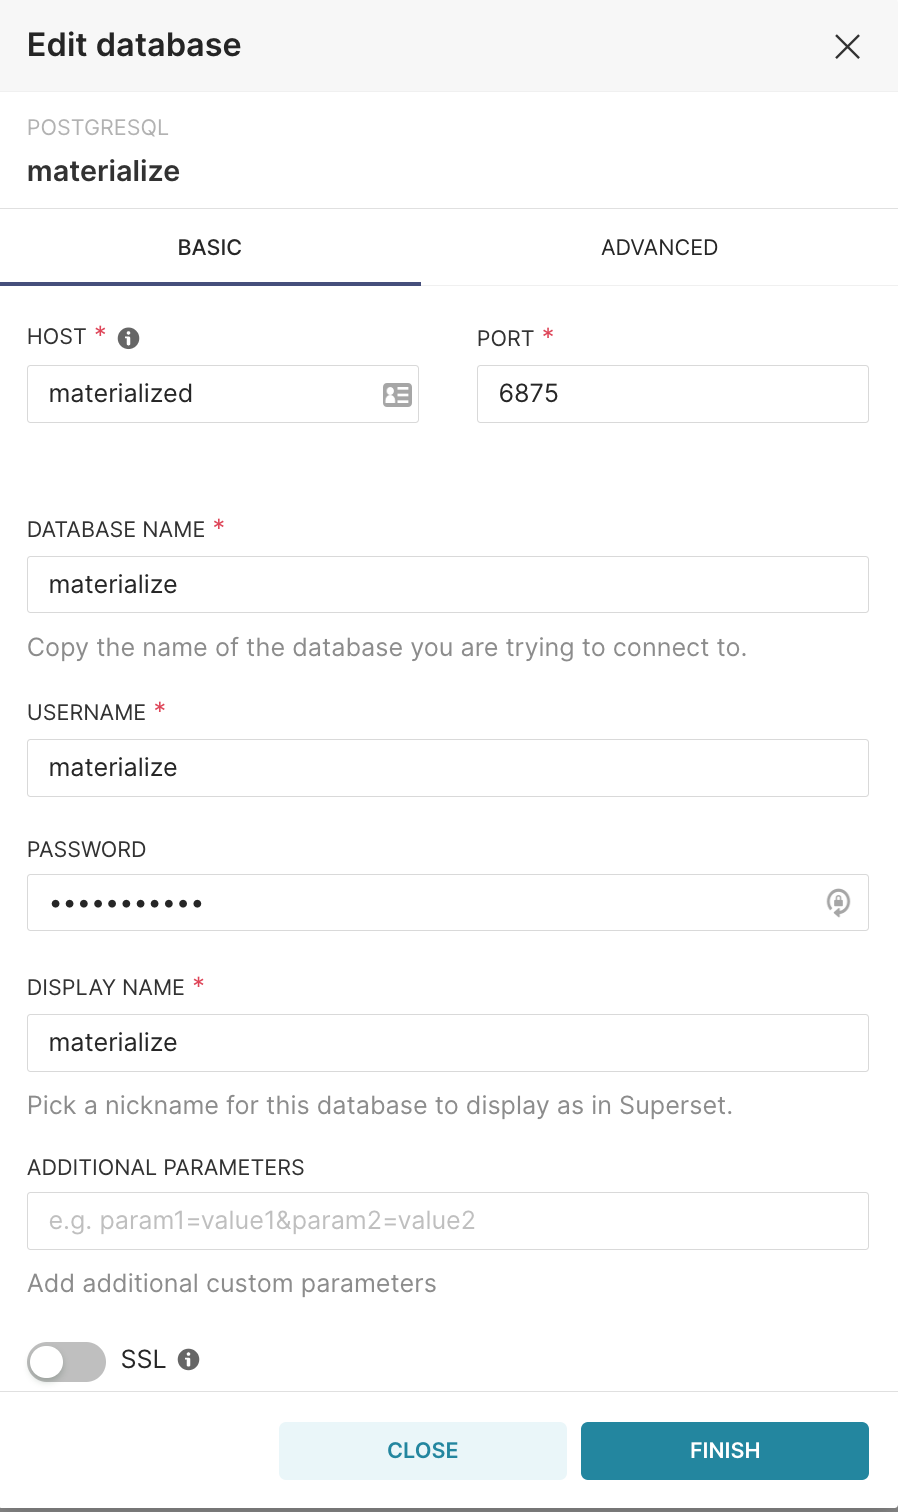 Edit database
POSTGRESQL
materialize
BASIC ADVANCED
HOST * PORT *
materialized 6875
DATABASE NAME *
materialize
Copy the name of the database you are trying to connect to.
USERNAME *
materialize
PASSWORD
•••••••••••
DISPLAY NAME *
materialize
Pick a nickname for this database to display as in Superset.
ADDITIONAL PARAMETERS
e.g. param1=value1&param2=value2
Add additional custom parameters
SSL
CLOSE FINISH